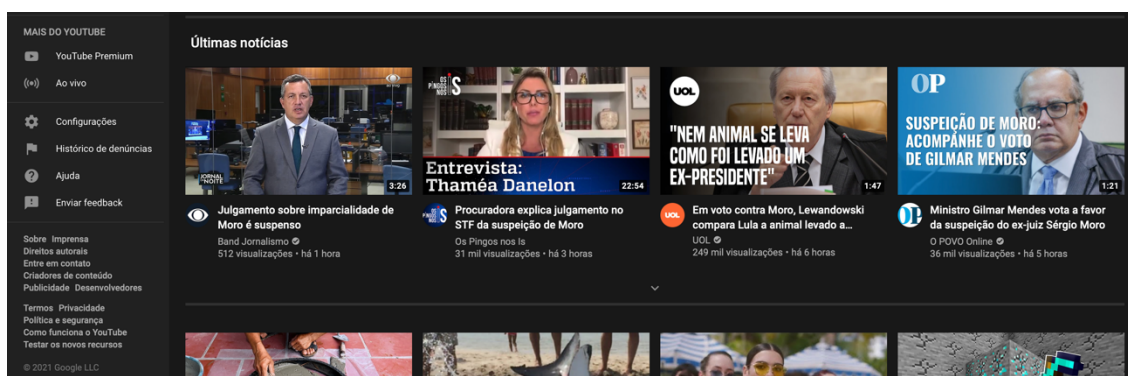 MAIS DO YOUTUBE
YouTube Premium
Ao vivo
Configurações
Histórico de denúncias
Ajuda
Enviar feedback
Sobre Imprensa
Direitos autorais
Entre em contato
Criadores de conteúdo
Publicidade Desenvolvedores
Termos Privacidade
Política e segurança
Como funciona o YouTube
Testar os novos recursos
© 2021 Google LLC
Últimas notícias
JORNAL
DA
NOITE
3:26
Julgamento sobre imparcialidade de
Moro é suspenso
Band Jornalismo
512 visualizações • há 1 hora
OS
PINGOS
NOS IS
Entrevista:
Thaméa Danelon
22:54
Procuradora explica julgamento no
STF da suspeição de Moro
Os Pingos nos Is
31 mil visualizações • há 3 horas
UOL
"NEM ANIMAL SE LEVA
COMO FOI LEVADO UM
EX-PRESIDENTE"
1:47
UOL
Em voto contra Moro, Lewandowski
compara Lula a animal levado a...
UOL
249 mil visualizações • há 6 horas
OP
SUSPEIÇÃO DE MORO:
ACOMPANHE O VOTO
DE GILMAR MENDES
1:21
OP
Ministro Gilmar Mendes vota a favor
da suspeição do ex-juiz Sérgio Moro
O POVO Online
36 mil visualizações • há 5 horas